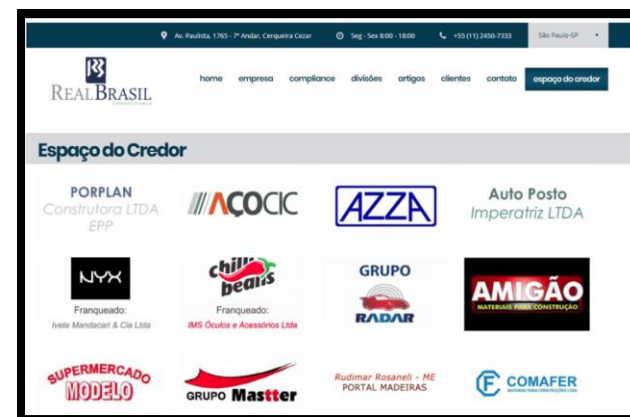 Av. Paulista, 1765 - 7º Andar, Cerqueira Cezar
Seg - Sex 8:00 - 18:00
+55 (11) 2450-7333
São Paulo-SP
REALBRASIL
CONSULTORIA
home
empresa
compliance
divisões
artigos
clientes
contato
espaço do credor
Espaço do Credor
PORPLAN
Construtora LTDA
EPP
AÇOCIC
AZZA
Auto Posto
Imperatriz LTDA
NYX
Franqueado:
Ivete Mandacari & Cia Ltda
chilli
beans
Franqueado:
IMS Óculos e Acessórios Ltda
GRUPO
RADAR
AMIGÃO
MATERIAIS PARA CONSTRUÇÃO
SUPERMERCADO
MODELO
GRUPO Mastter
Rudimar Rosaneli - ME
PORTAL MADEIRAS
COMAFER